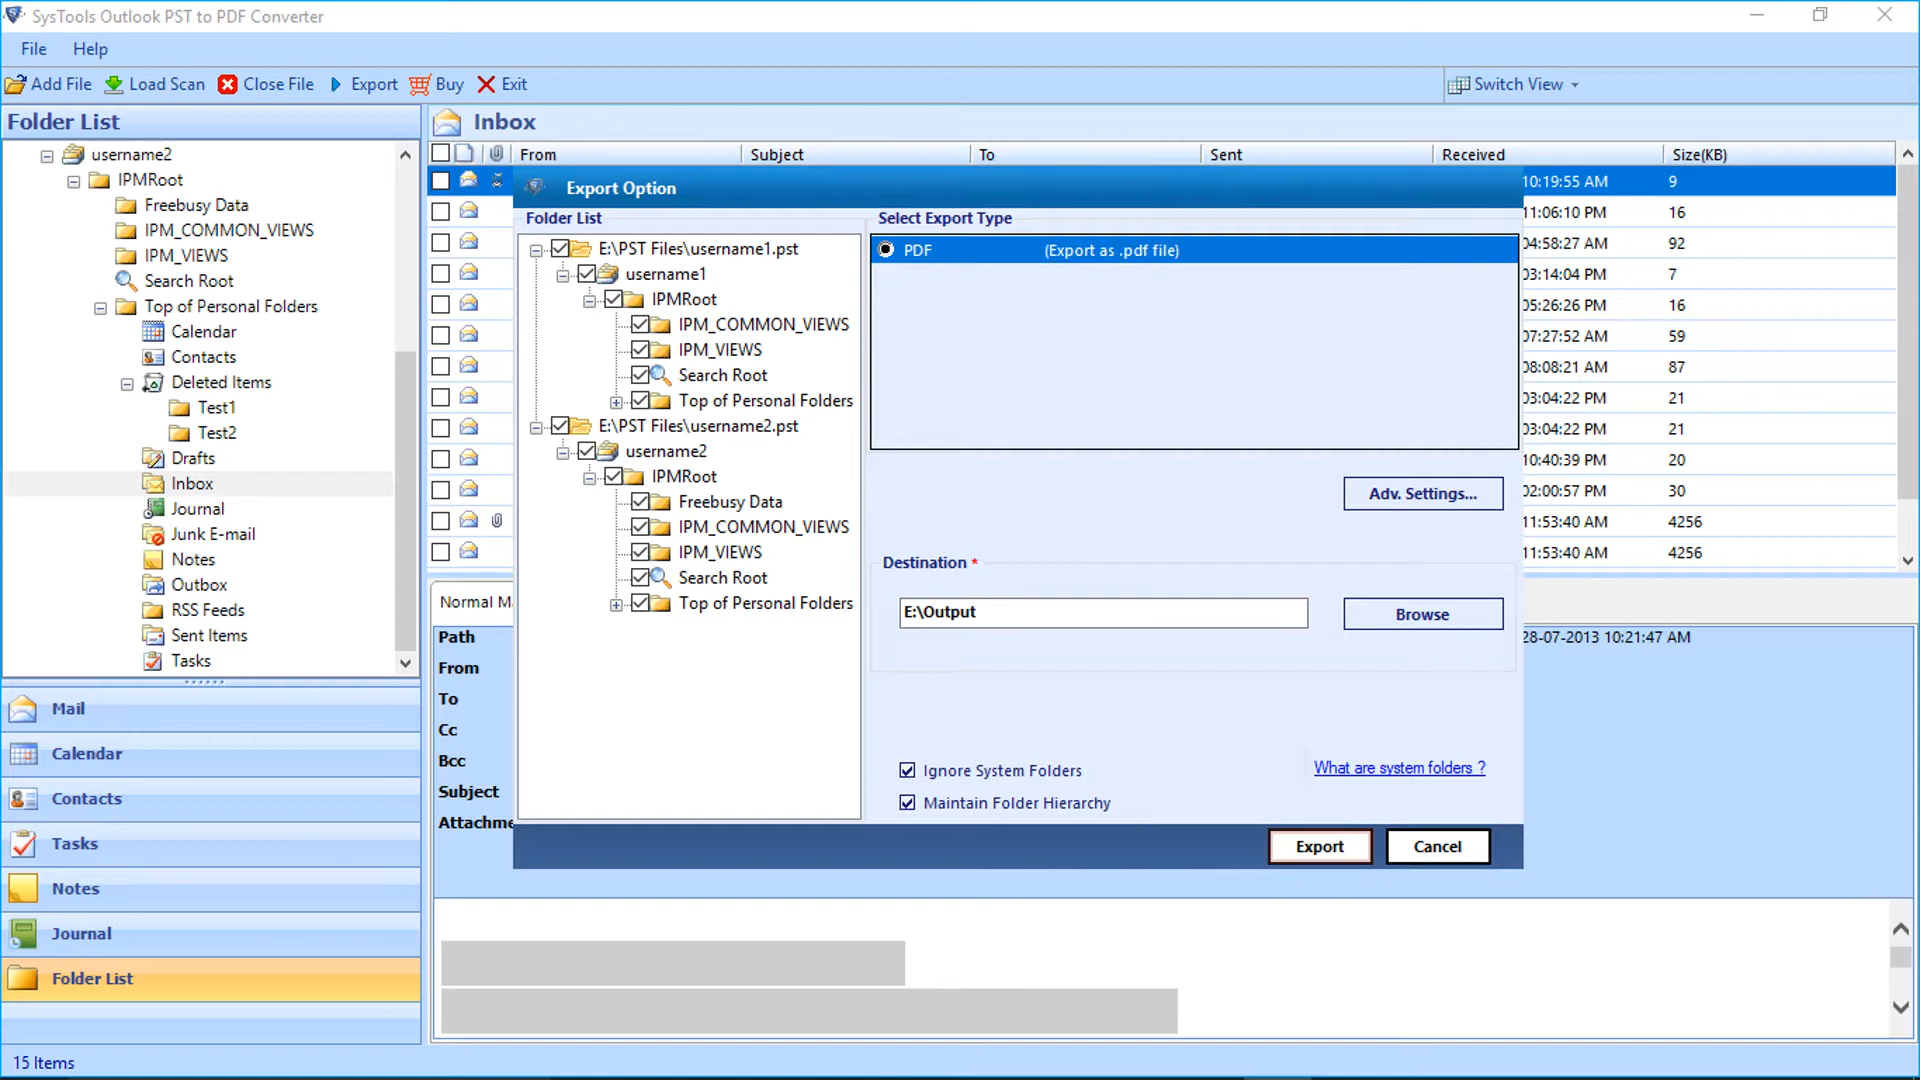 SysTools Outlook PST to PDF Converter
File Help
Add File Load Scan Close File Export Buy Exit Switch View
Folder List
username2
IPMRoot
Freebusy Data
IPM_COMMON_VIEWS
IPM_VIEWS
Search Root
Top of Personal Folders
Calendar
Contacts
Deleted Items
Test1
Test2
Drafts
Inbox
Journal
Junk E-mail
Notes
Outbox
RSS Feeds
Sent Items
Tasks
Mail
Calendar
Contacts
Tasks
Notes
Journal
Folder List
15 Items
Inbox
From Subject To Sent Received Size(KB)
10:19:55 AM 9
11:06:10 PM 16
04:58:27 AM 92
03:14:04 PM 7
05:26:26 PM 16
07:27:52 AM 59
08:08:21 AM 87
03:04:22 PM 21
03:04:22 PM 21
10:40:39 PM 20
02:00:57 PM 30
11:53:40 AM 4256
11:53:40 AM 4256
Export Option
Folder List
E:\PST Files\username1.pst
username1
IPMRoot
IPM_COMMON_VIEWS
IPM_VIEWS
Search Root
Top of Personal Folders
E:\PST Files\username2.pst
username2
IPMRoot
Freebusy Data
IPM_COMMON_VIEWS
IPM_VIEWS
Search Root
Top of Personal Folders
Select Export Type
PDF (Export as .pdf file)
Adv. Settings...
Destination *
E:\Output
Browse
Ignore System Folders
What are system folders ?
Maintain Folder Hierarchy
Export Cancel
Normal M
Path
28-07-2013 10:21:47 AM
From
To
Cc
Bcc
Subject
Attachme